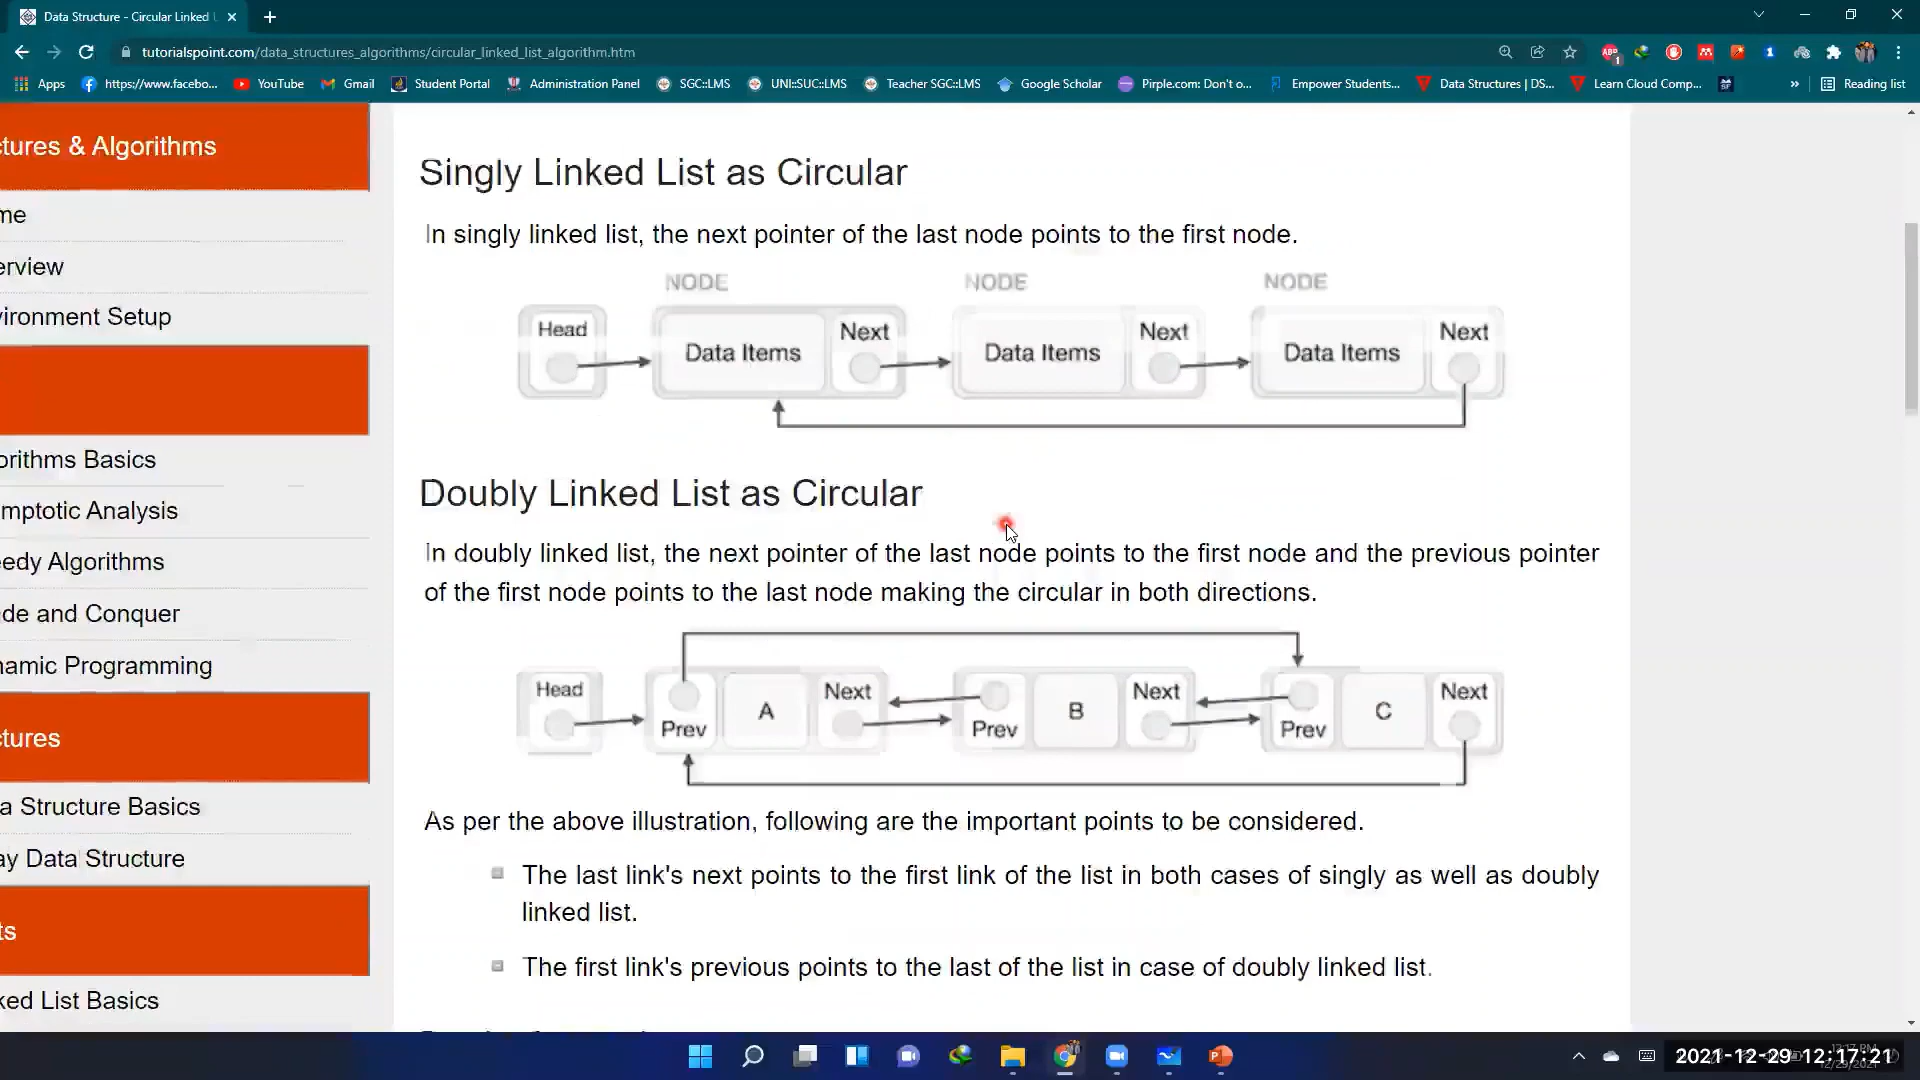 Data Structure - Circular Linked L
tutorialspoint.com/data_structures_algorithms/circular_linked_list_algorithm.htm
Apps https://www.facebo... YouTube Gmail Student Portal Administration Panel SGC::LMS UNI::SUC::LMS Teacher SGC::LMS Google Scholar Pirple.com: Don't o... Empower Students... Data Structures | DS... Learn Cloud Comp... » Reading list
ctures & Algorithms
me
erview
vironment Setup
orithms Basics
mptotic Analysis
eedy Algorithms
de and Conquer
namic Programming
ctures
a Structure Basics
ay Data Structure
ts
ked List Basics
Singly Linked List as Circular
In singly linked list, the next pointer of the last node points to the first node.
NODE NODE NODE
Head Data Items Next Data Items Next Data Items Next
Doubly Linked List as Circular
In doubly linked list, the next pointer of the last node points to the first node and the previous pointer
of the first node points to the last node making the circular in both directions.
Head Prev A Next Prev B Next Prev C Next
As per the above illustration, following are the important points to be considered.
The last link's next points to the first link of the list in both cases of singly as well as doubly
linked list.
The first link's previous points to the last of the list in case of doubly linked list.
2021-12-29 12:17:21